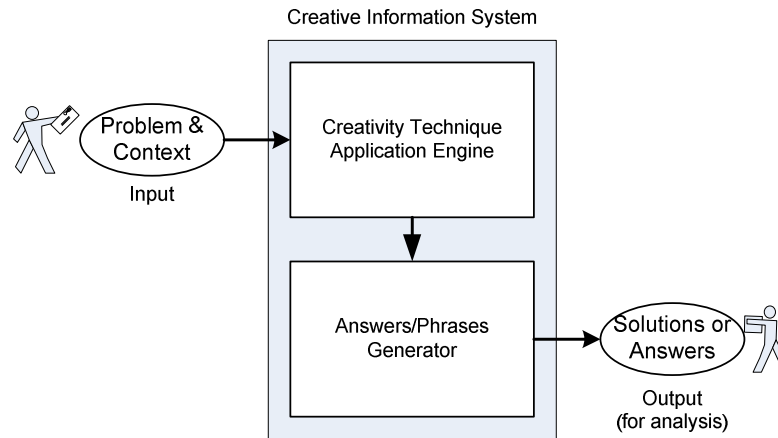 Creative Information System
Problem &
Context
Input
Creativity Technique
Application Engine
Answers/Phrases
Generator
Solutions or
Answers
Output
(for analysis)